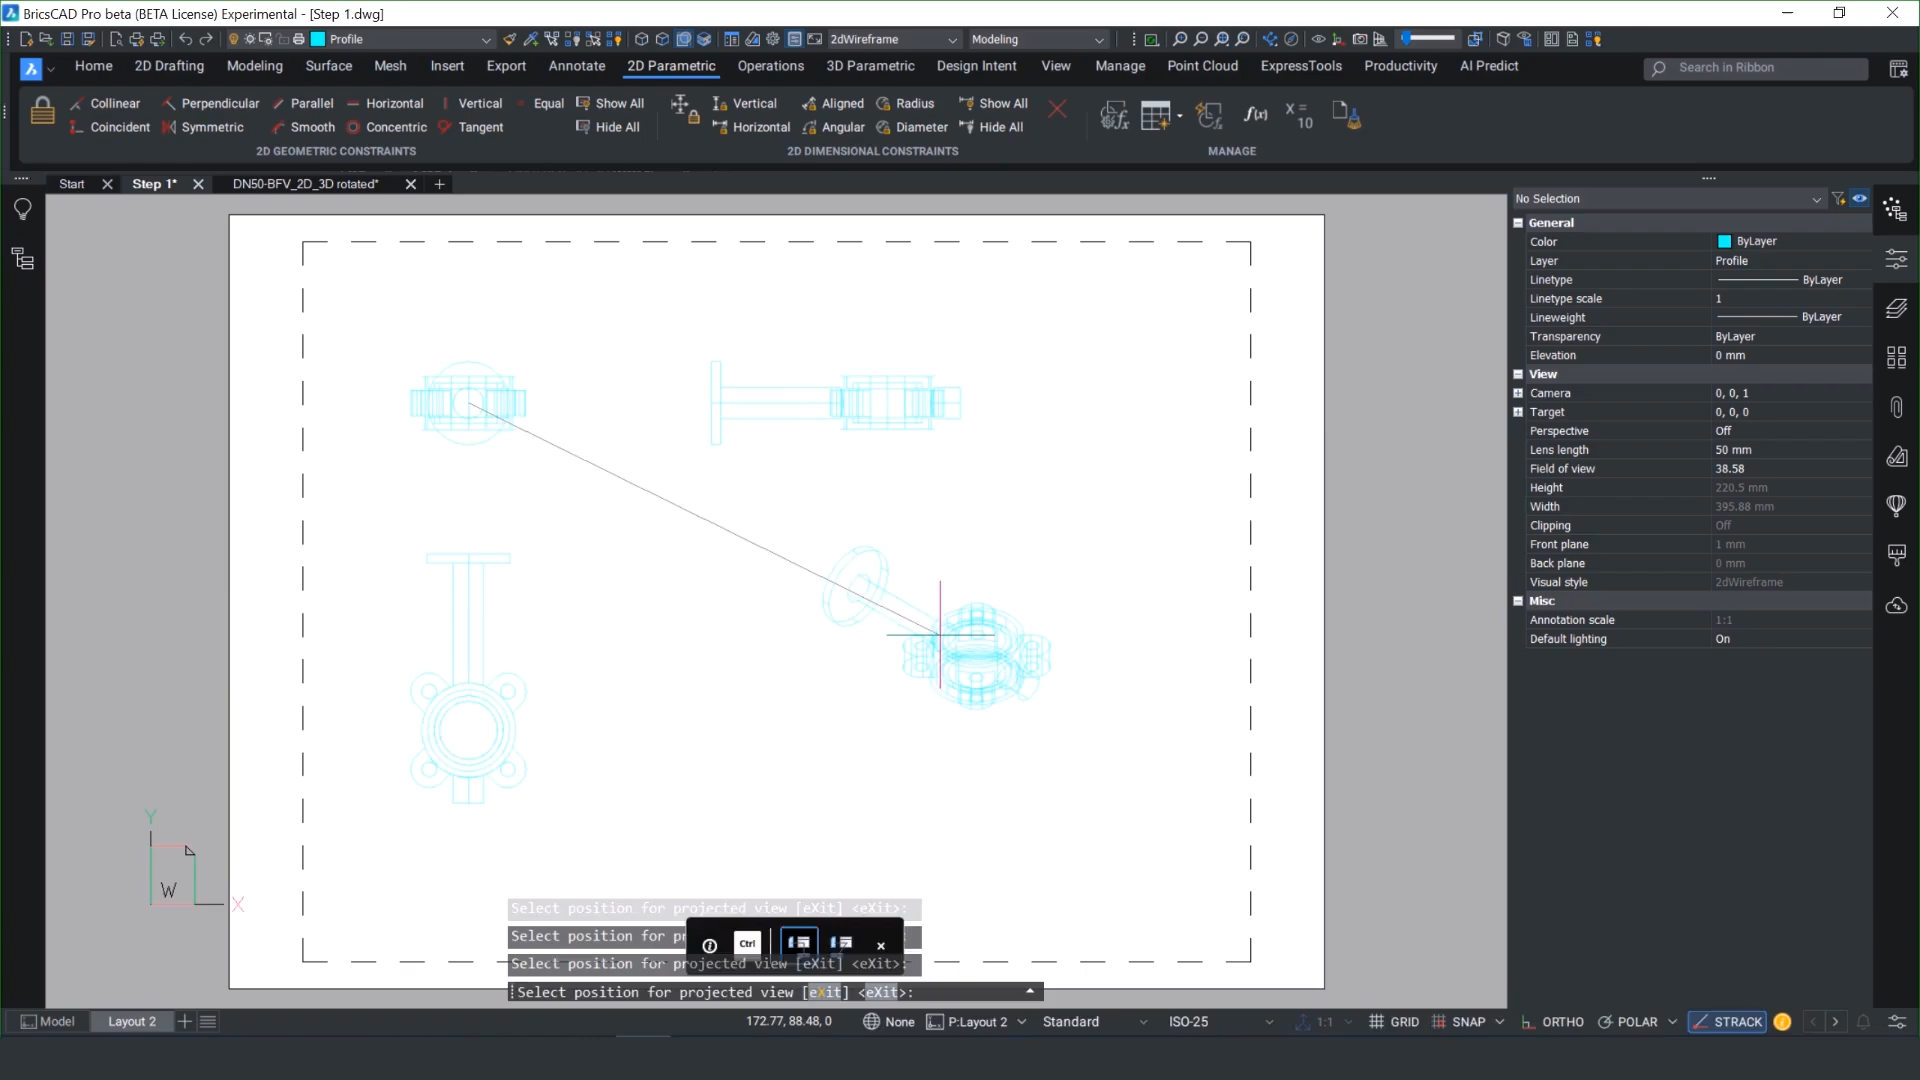 BricsCAD Pro beta (BETA License) Experimental - [Step 1.dwg]
Profile
2dWireframe
Modeling
Home
2D Drafting
Modeling
Surface
Mesh
Insert
Export
Annotate
2D Parametric
Operations
3D Parametric
Design Intent
View
Manage
Point Cloud
ExpressTools
Productivity
AI Predict
Search in Ribbon
Collinear
Perpendicular
Parallel
Horizontal
Vertical
Equal
Show All
Coincident
Symmetric
Smooth
Concentric
Tangent
Hide All
2D GEOMETRIC CONSTRAINTS
Vertical
Aligned
Radius
Show All
Horizontal
Angular
Diameter
Hide All
2D DIMENSIONAL CONSTRAINTS
f(x)
X =
10
MANAGE
Start
Step 1*
DN50-BFV_2D_3D rotated*
No Selection
General
Color ByLayer
Layer Profile
Linetype ByLayer
Linetype scale 1
Lineweight ByLayer
Transparency ByLayer
Elevation 0 mm
View
Camera 0, 0, 1
Target 0, 0, 0
Perspective Off
Lens length 50 mm
Field of view 38.58
Height 220.5 mm
Width 395.88 mm
Clipping Off
Front plane 1 mm
Back plane 0 mm
Visual style 2dWireframe
Misc
Annotation scale 1:1
Default lighting On
Y
W
X
Select position for projected view [eXit] <eXit>:
Select position for pr
Ctrl
Select position for projected view [eXit] <eXit>:
Select position for projected view [eXit] <eXit>:
Model
Layout 2
172.77, 88.48, 0
None
P:Layout 2
Standard
ISO-25
1:1
GRID
SNAP
ORTHO
POLAR
STRACK